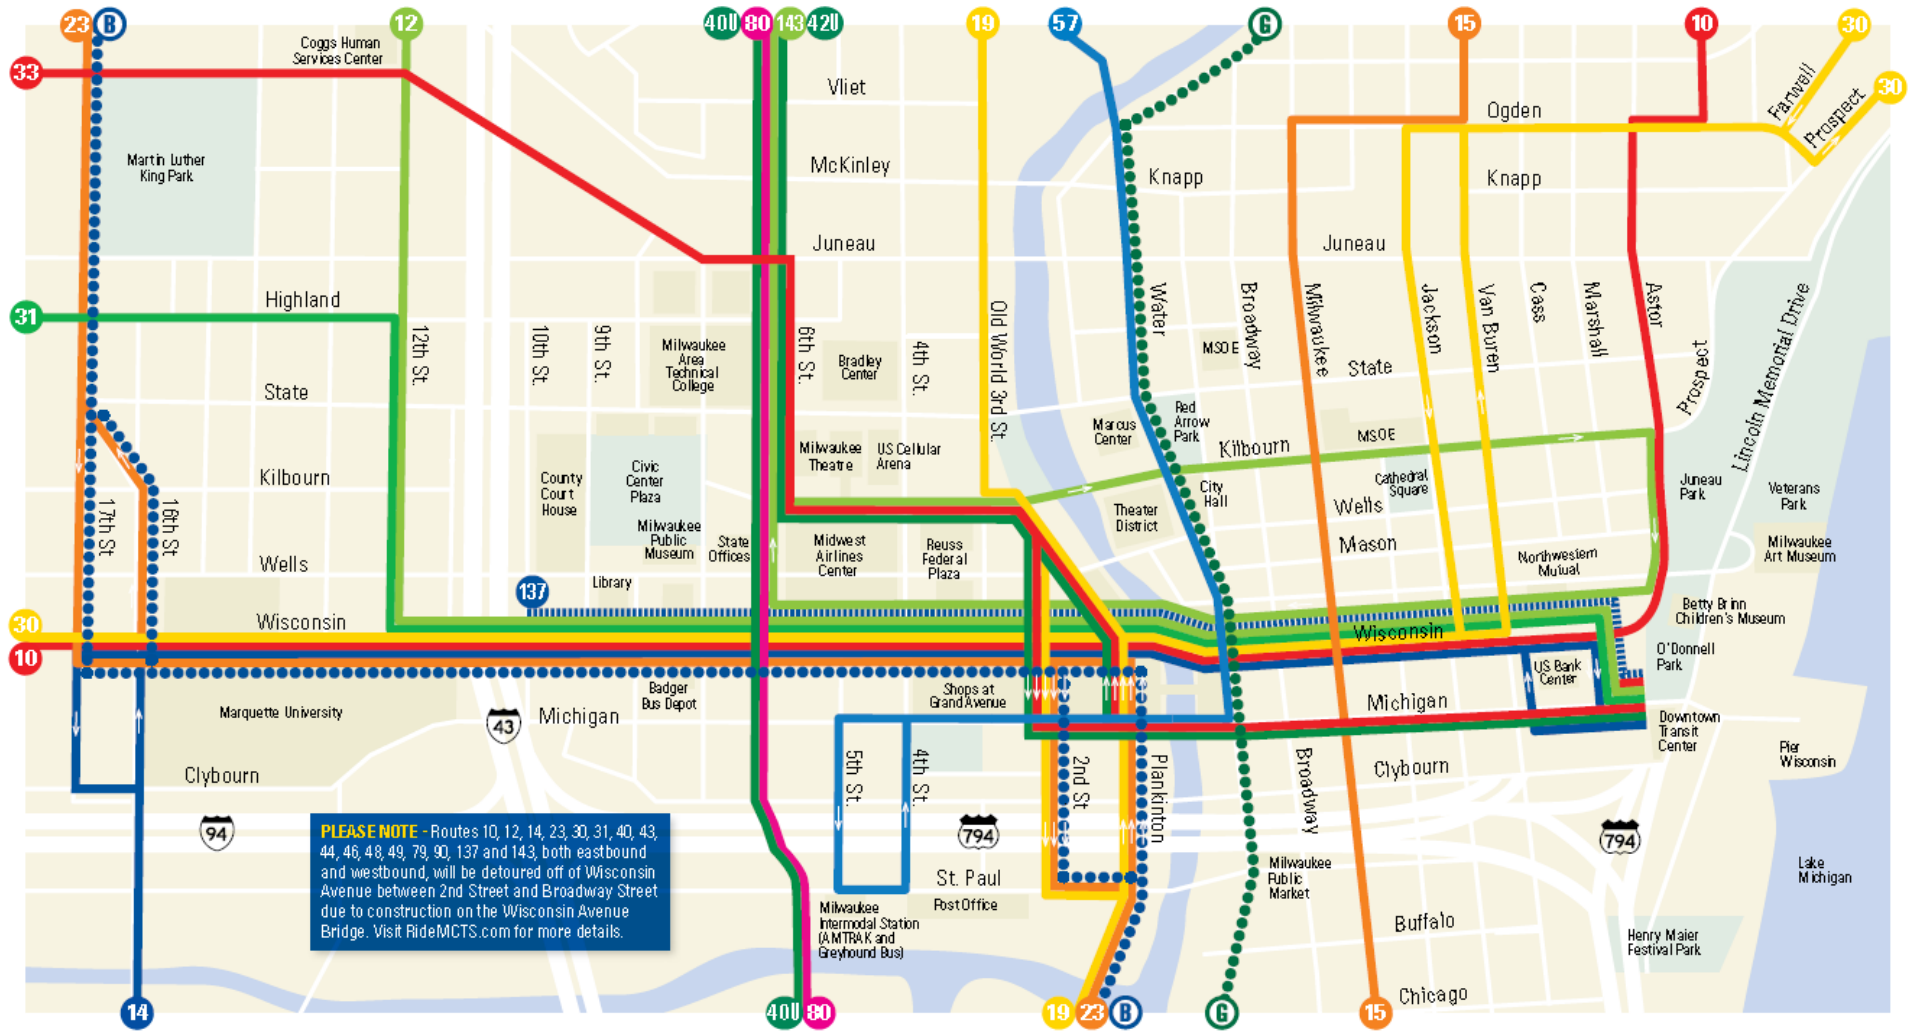 23
B
12
40U
80
143
42U
19
57
G
15
10
30
33
30
Coggs Human
Services Center
Vliet
Ogden
Farwell
Prospect
Martin Luther
King Park
McKinley
Knapp
Knapp
Juneau
Juneau
31
Highland
12th St.
10th St.
9th St.
Milwaukee
Area
Technical
College
6th St.
Bradley
Center
4th St.
Old World 3rd St.
Water
MSOE
Broadway
Milwaukee
State
Jackson
Van Buren
Cass
Marshall
Astor
Prospect
Lincoln Memorial Drive
State
Marcus
Center
Red
Arrow
Park
Kilbourn
MSOE
Kilbourn
County
Court
House
Civic
Center
Plaza
Milwaukee
Theatre
US Cellular
Arena
City
Hall
Cathedral
Square
Juneau
Park
Veterans
Park
17th St
16th St
Milwaukee
Public
Museum
State
Offices
Midwest
Airlines
Center
Reuss
Federal
Plaza
Theater
District
Wells
Mason
Northwestern
Mutual
Milwaukee
Art Museum
Wells
Library
137
Wisconsin
Wisconsin
Betty Brinn
Children's Museum
30
10
O'Donnell
Park
US Bank
Center
Marquette University
43
Michigan
Badger
Bus Depot
Shops at
Grand Avenue
Michigan
Downtown
Transit
Center
Pier
Wisconsin
Clybourn
5th St.
4th St.
2nd St
Plankinton
Broadway
Clybourn
94
794
794
PLEASE NOTE - Routes 10, 12, 14, 23, 30, 31, 40, 43,
44, 46, 48, 49, 79, 90, 137 and 143, both eastbound
and westbound, will be detoured off of Wisconsin
Avenue between 2nd Street and Broadway Street
due to construction on the Wisconsin Avenue
Bridge. Visit RideMCTS.com for more details.
St. Paul
Post Office
Milwaukee
Public
Market
Lake
Michigan
Milwaukee
Intermodal Station
(AMTRAK and
Greyhound Bus)
Buffalo
Henry Maier
Festival Park
Chicago
14
40U
80
19
23
B
G
15